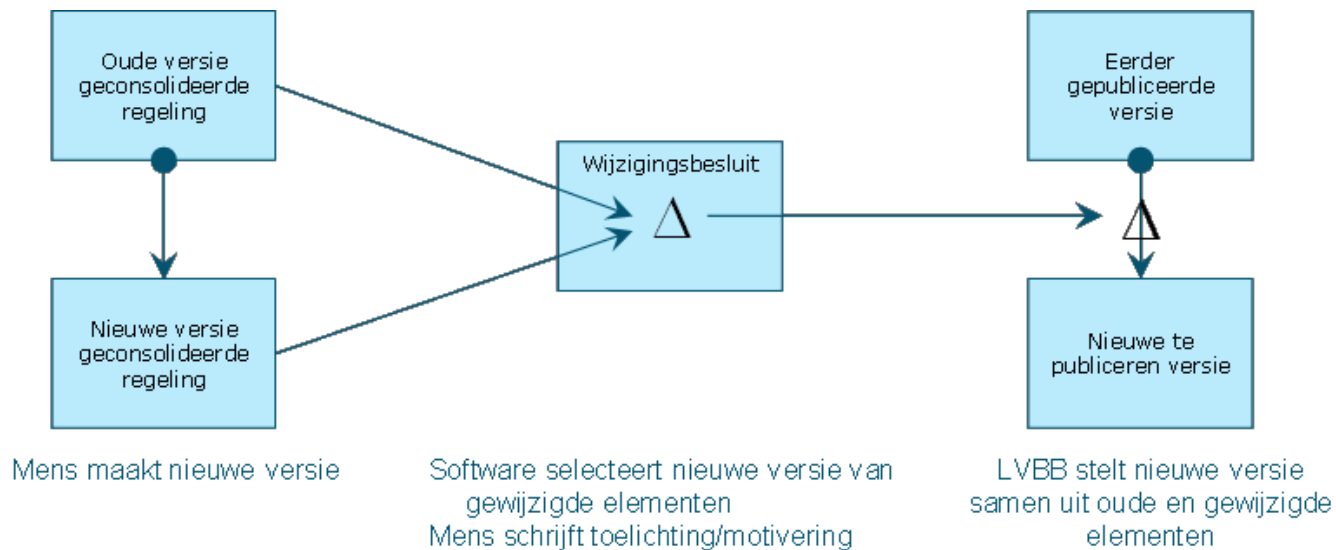 Oude versie
geconsolideerde
regeling
Nieuwe versie
geconsolideerde
regeling
Mens maakt nieuwe versie
Wijzigingsbesluit
Δ
Software selecteert nieuwe versie van
gewijzigde elementen
Mens schrijft toelichting/motivering
Eerder
gepubliceerde
versie
Δ
Nieuwe te
publiceren versie
LVBB stelt nieuwe versie
samen uit oude en gewijzigde
elementen